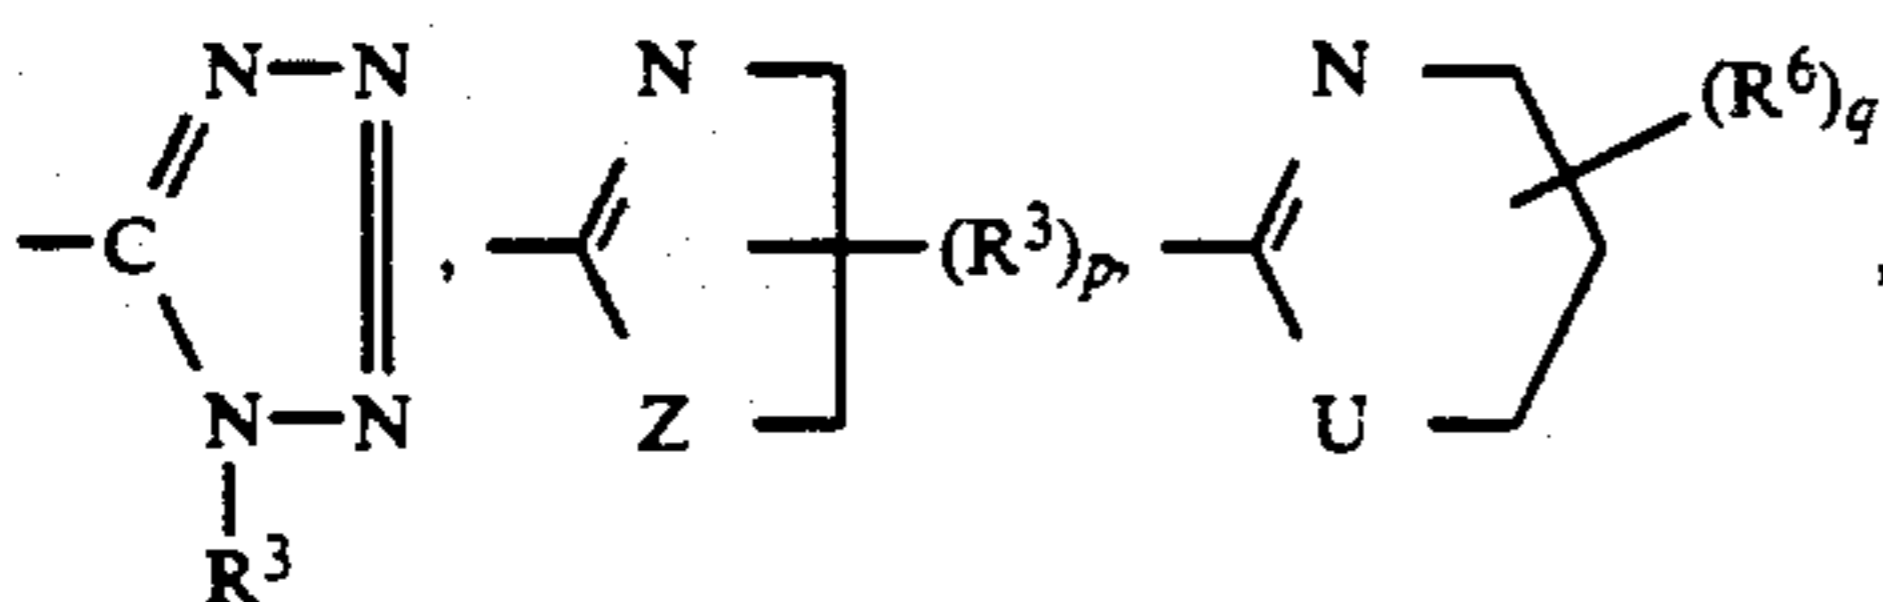 N N N N (R⁶)q
C , (R³)p, ,
N N Z U
R³